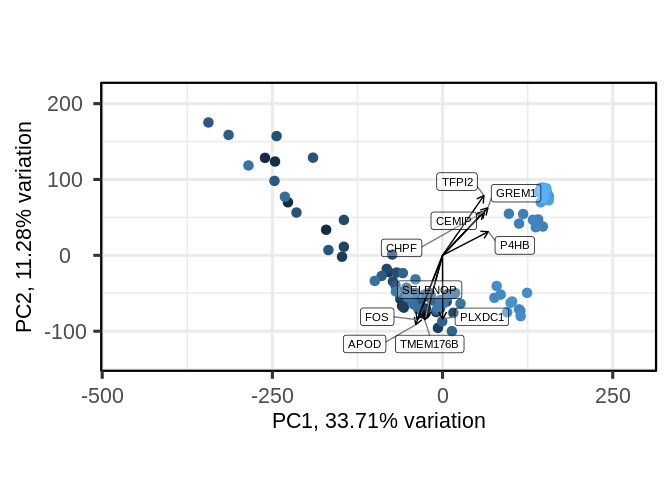 200
100
0
-100
PC2, 11.28% variation
TFPI2
GREM1
CEMIP
P4HB
CHPF
SELENOP
FOS
PLXDC1
APOD
TMEM176B
-500
-250
0
250
PC1, 33.71% variation